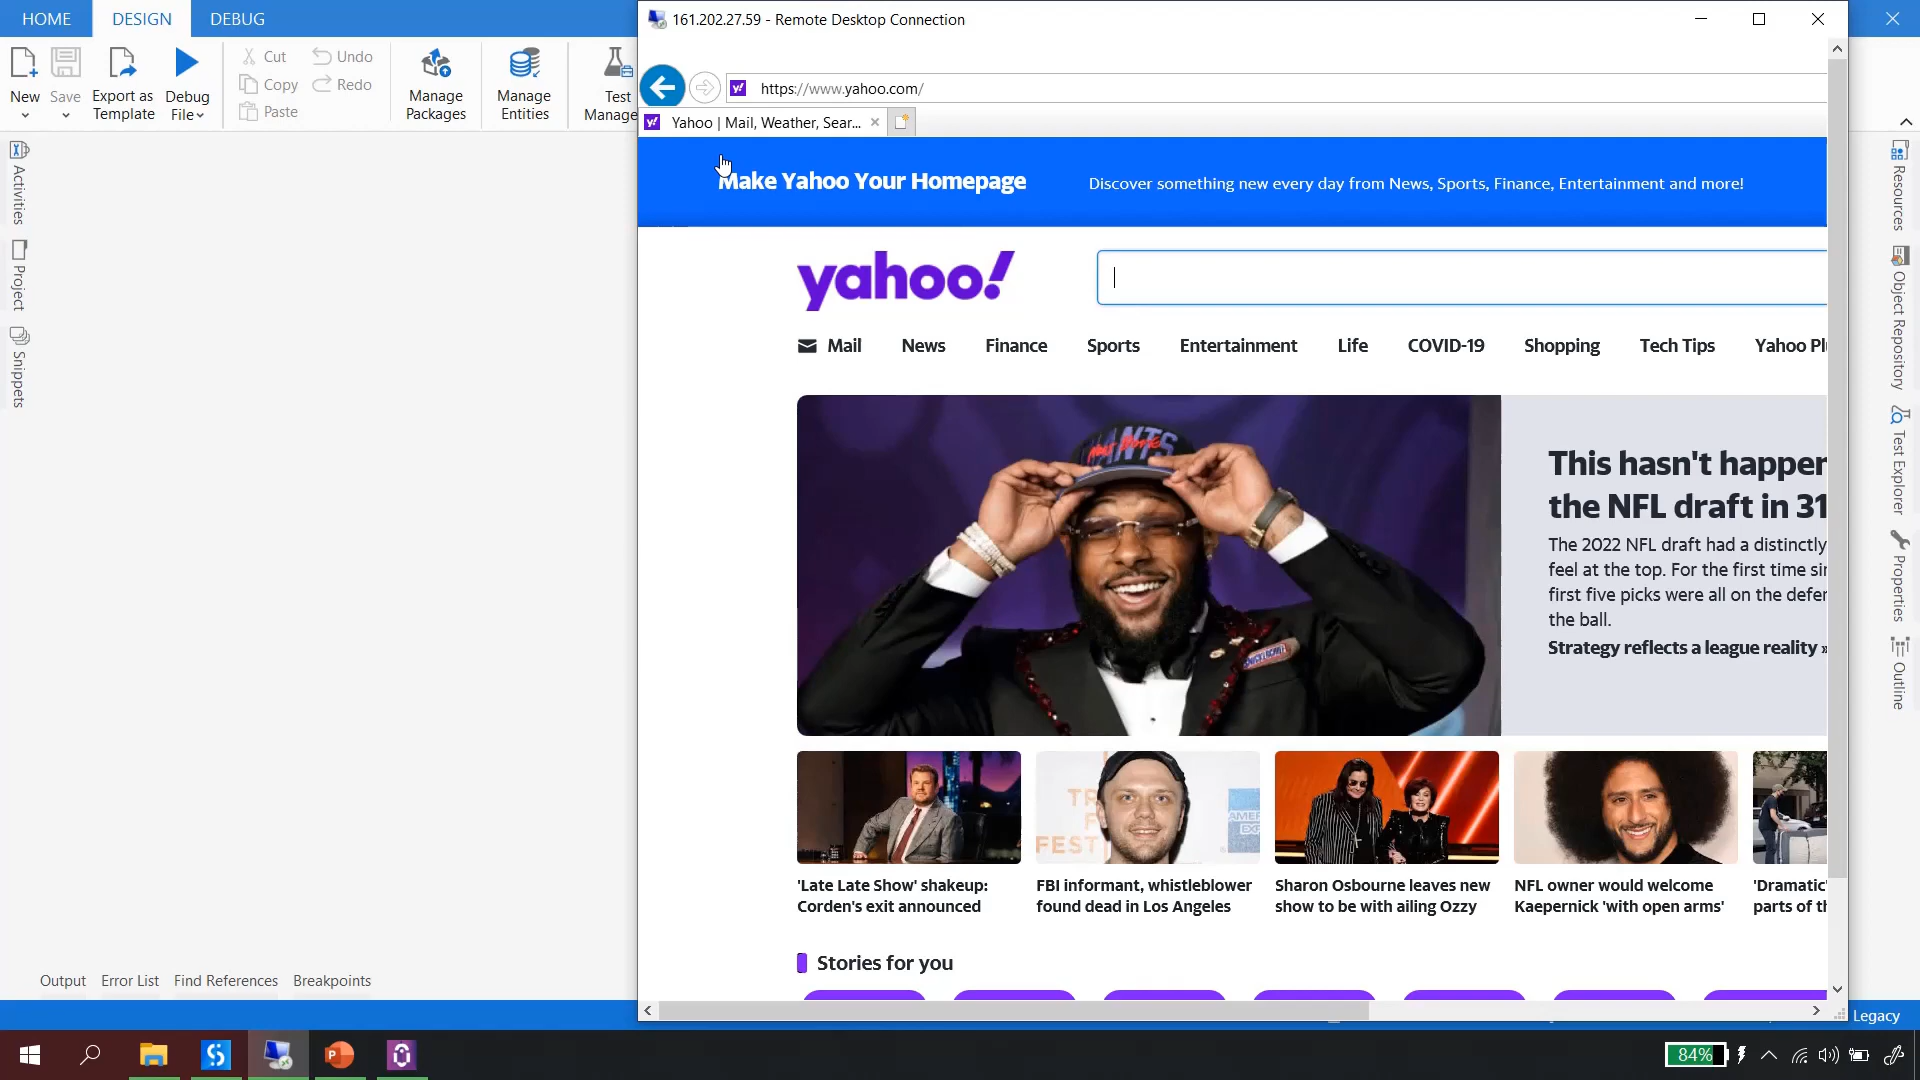 HOME DESIGN DEBUG
161.202.27.59 - Remote Desktop Connection
New
Save
Export as
Template
Debug
File
Cut
Copy
Paste
Undo
Redo
Manage
Packages
Manage
Entities
Test
Manage
https://www.yahoo.com/
Yahoo | Mail, Weather, Sear...
Make Yahoo Your Homepage
Discover something new every day from News, Sports, Finance, Entertainment and more!
yahoo!
Mail News Finance Sports Entertainment Life COVID-19 Shopping Tech Tips Yahoo Pl
This hasn't happen
the NFL draft in 31
The 2022 NFL draft had a distinctly
feel at the top. For the first time sin
first five picks were all on the defen
the ball.
Strategy reflects a league reality »
'Late Late Show' shakeup:
Corden's exit announced
FBI informant, whistleblower
found dead in Los Angeles
Sharon Osbourne leaves new
show to be with ailing Ozzy
NFL owner would welcome
Kaepernick 'with open arms'
'Dramatic'
parts of th
Stories for you
Activities
Project
Snippets
Resources
Object Repository
Test Explorer
Properties
Outline
Output Error List Find References Breakpoints
Legacy
84%